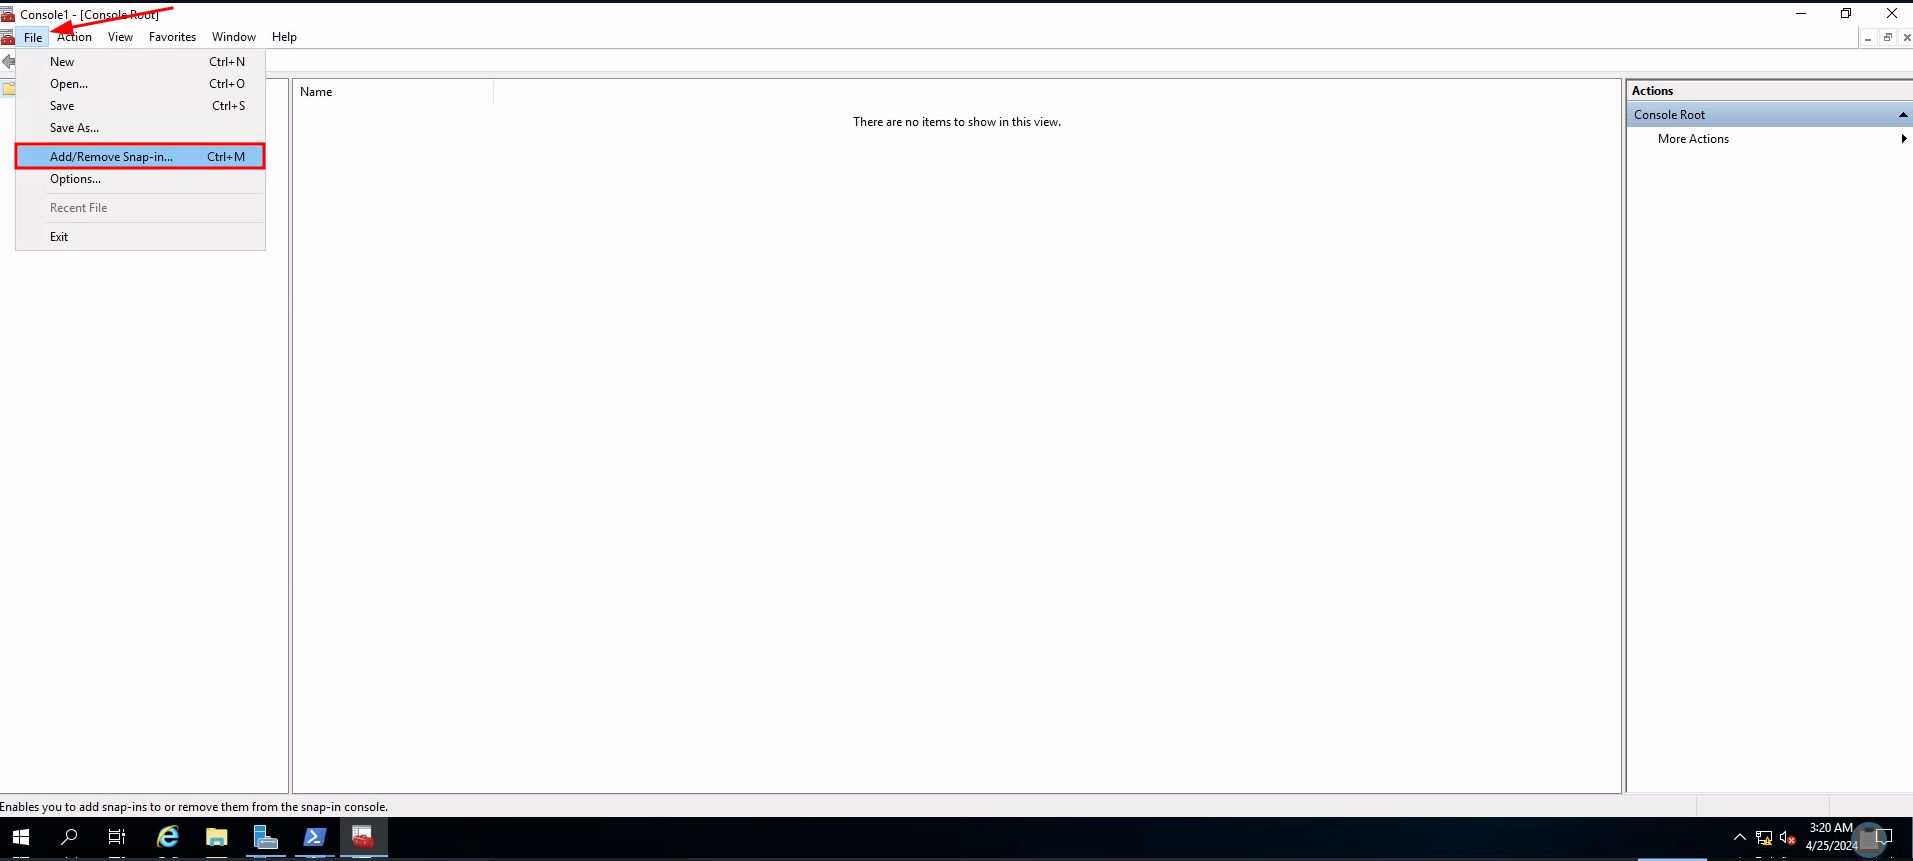 Console1 - [Console Root]
File Action View Favorites Window Help
New Ctrl+N
Open... Ctrl+O
Save Ctrl+S
Save As...
Add/Remove Snap-in... Ctrl+M
Options...
Recent File
Exit
Name
There are no items to show in this view.
Actions
Console Root
More Actions
Enables you to add snap-ins to or remove them from the snap-in console.
3:20 AM
4/25/2024